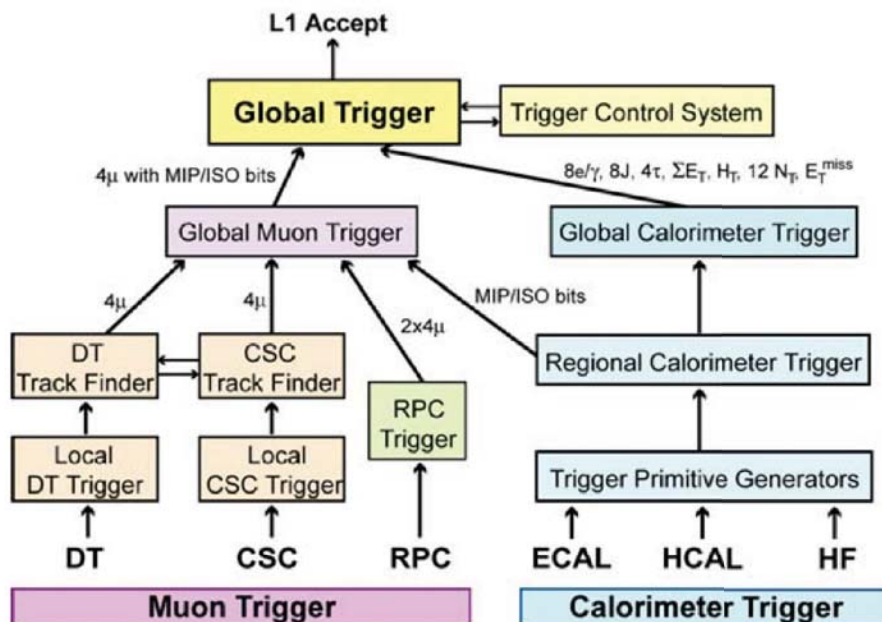 L1 Accept
Global Trigger
Trigger Control System
4μ with MIP/ISO bits
8e/γ, 8J, 4τ, ΣE_T, H_T, 12 N_T, E_T^miss
Global Muon Trigger
Global Calorimeter Trigger
4μ
4μ
2x4μ
MIP/ISO bits
DT
Track Finder
CSC
Track Finder
Regional Calorimeter Trigger
RPC
Trigger
Local
DT Trigger
Local
CSC Trigger
Trigger Primitive Generators
DT
CSC
RPC
ECAL
HCAL
HF
Muon Trigger
Calorimeter Trigger